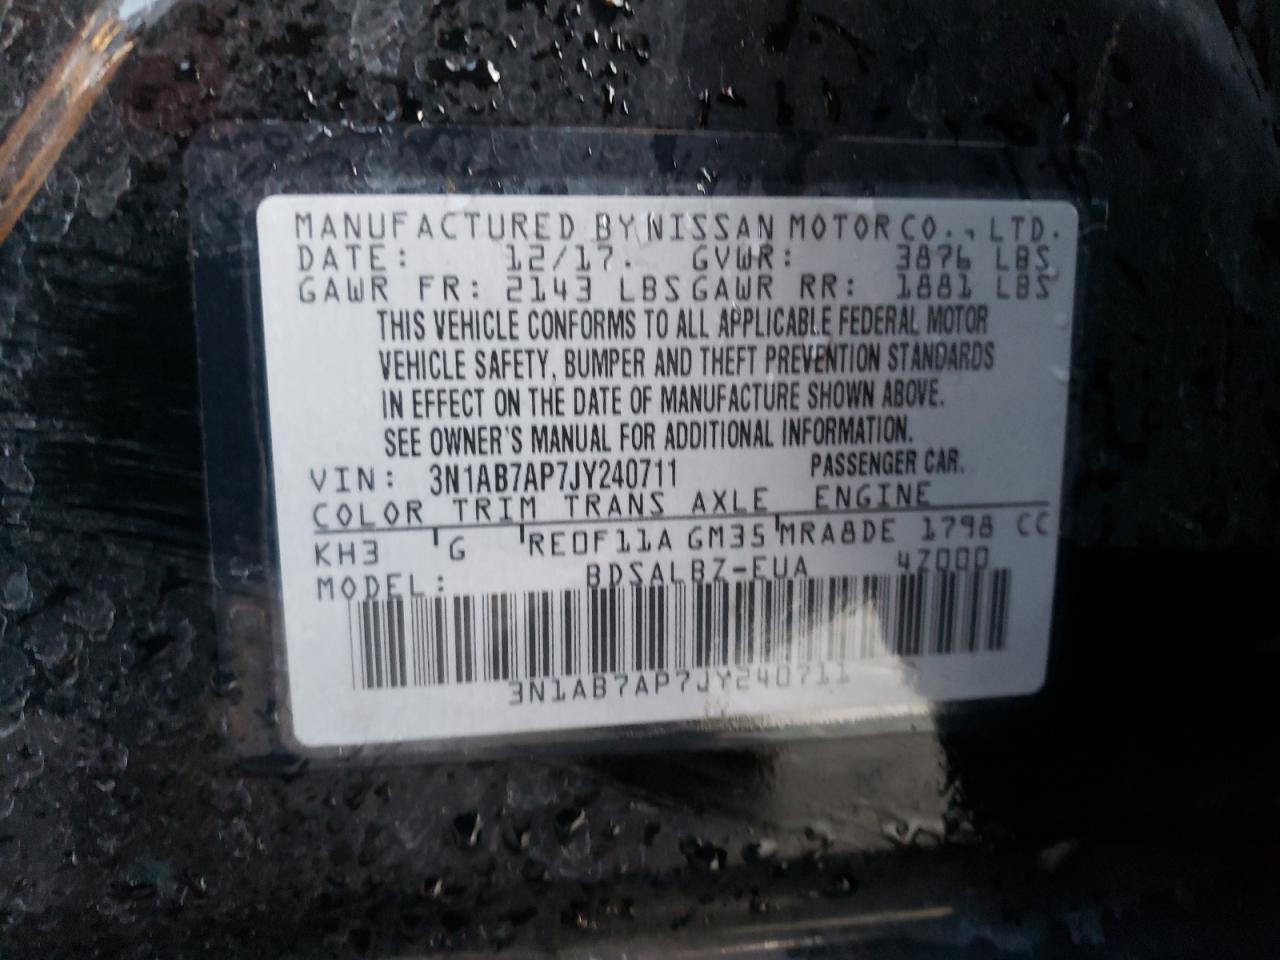 MANUFACTURED BY NISSAN MOTOR CO., LTD.
DATE: 12/17. GVWR: 3876 LBS
GAWR FR: 2143 LBS GAWR RR: 1881 LBS
THIS VEHICLE CONFORMS TO ALL APPLICABLE FEDERAL MOTOR
VEHICLE SAFETY, BUMPER AND THEFT PREVENTION STANDARDS
IN EFFECT ON THE DATE OF MANUFACTURE SHOWN ABOVE.
SEE OWNER'S MANUAL FOR ADDITIONAL INFORMATION.
VIN: 3N1AB7AP7JY240711 PASSENGER CAR.
COLOR TRIM TRANS AXLE ENGINE
KH3 G RE0F11A GM35 MRA8DE 1798 CC
MODEL: BDSALBZ-EUA 4Z000
3N1AB7AP7JY240711